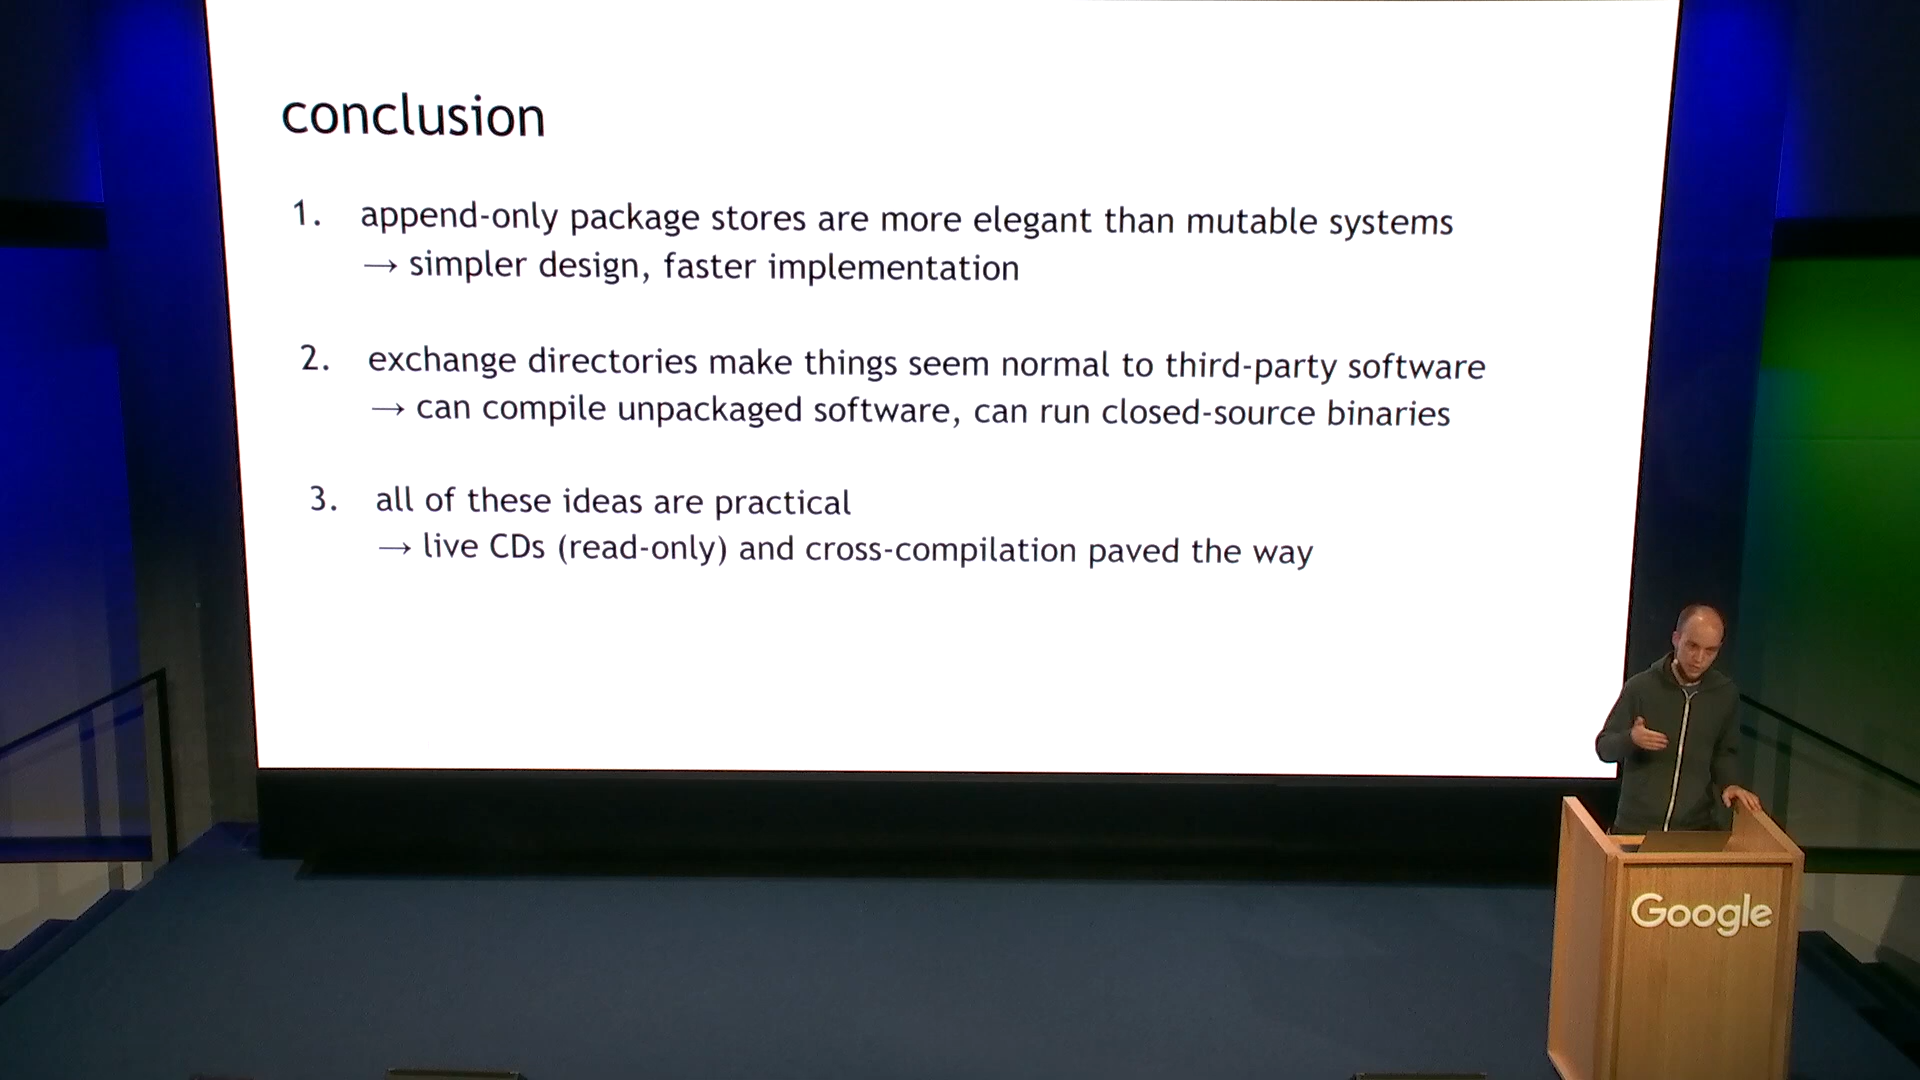 conclusion
1. append-only package stores are more elegant than mutable systems
→ simpler design, faster implementation
2. exchange directories make things seem normal to third-party software
→ can compile unpackaged software, can run closed-source binaries
3. all of these ideas are practical
→ live CDs (read-only) and cross-compilation paved the way
Google